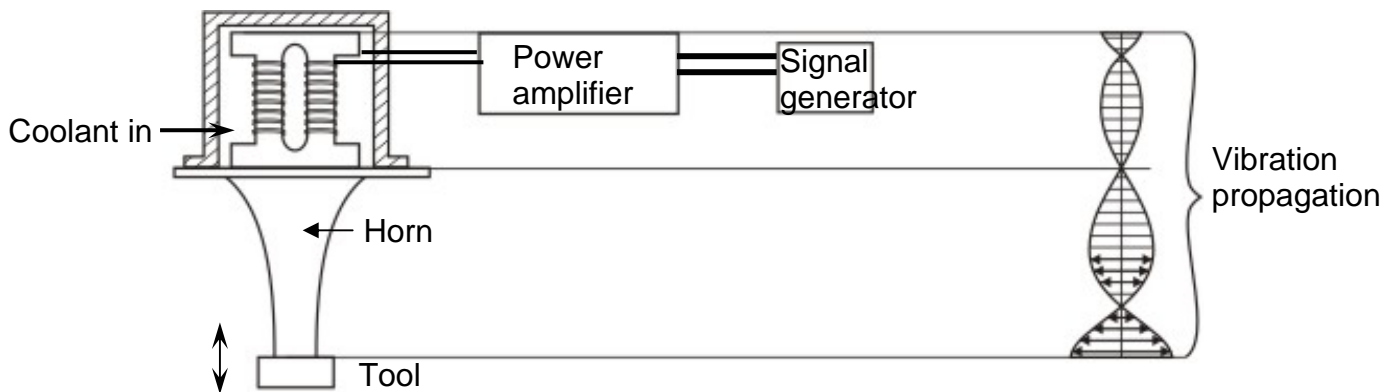 Power
amplifier
Signal
generator
Coolant in
Vibration
propagation
Horn
Tool